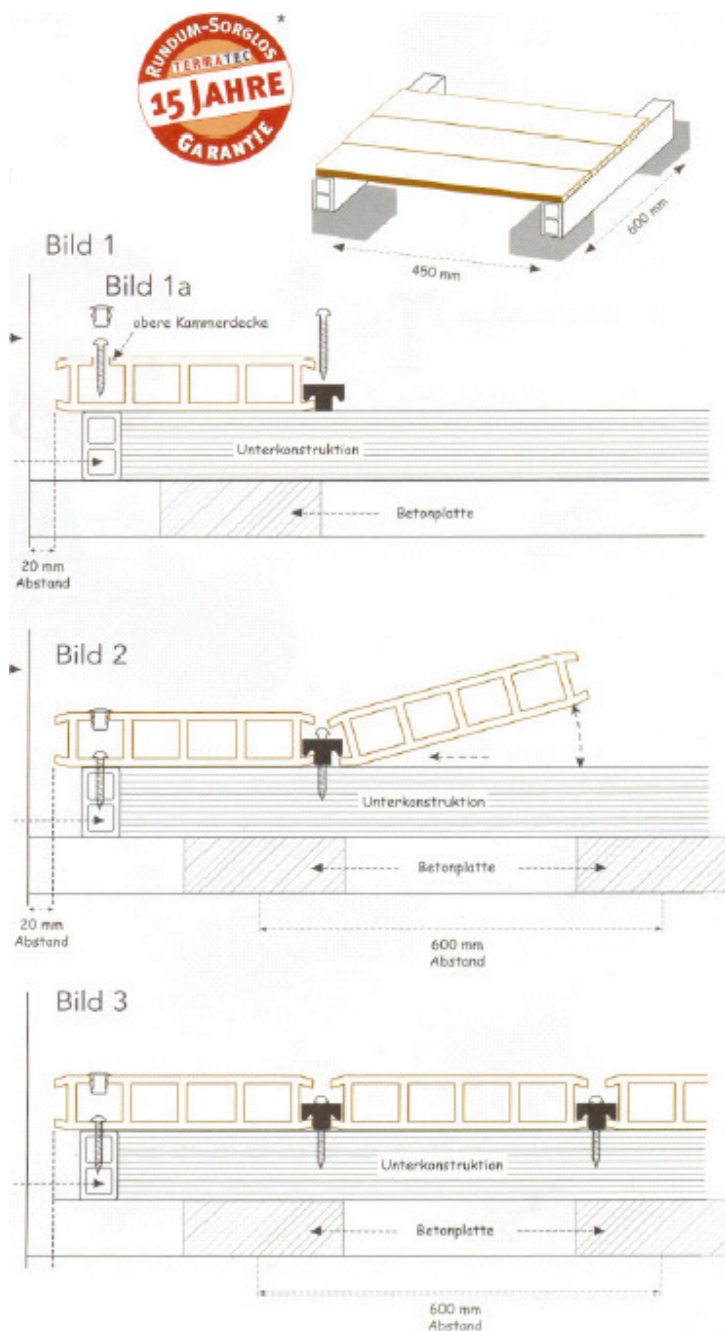 RUNDUM-SORGLOS
*
TERRATEC
15 JAHRE
GARANTIE
600 mm
450 mm
Bild 1
Bild 1a
obere Kammerdecke
Unterkonstruktion
Betonplatte
20 mm
Abstand
Bild 2
Unterkonstruktion
Betonplatte
20 mm
Abstand
600 mm
Abstand
Bild 3
Unterkonstruktion
Betonplatte
600 mm
Abstand